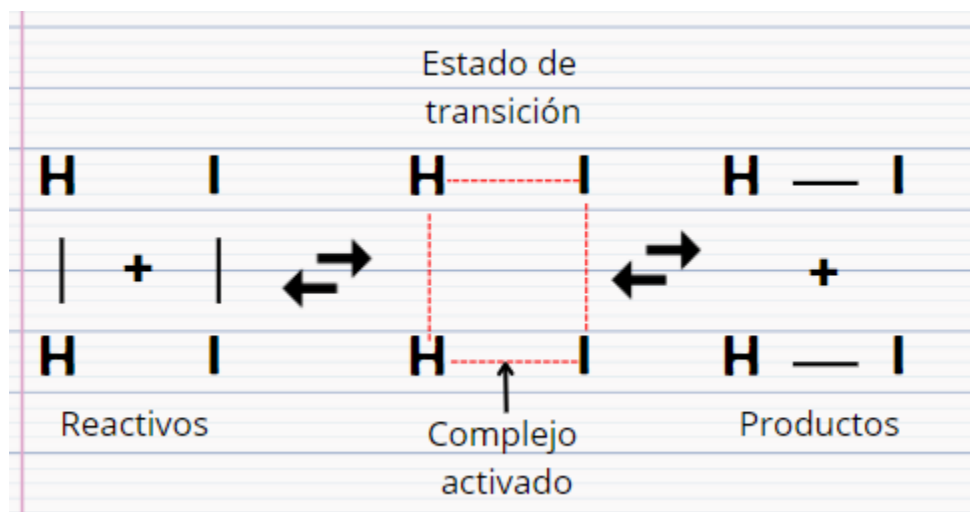 Estado de
transición
H I H I H — I
+ +
H I H I H — I
Reactivos Complejo Productos
activado